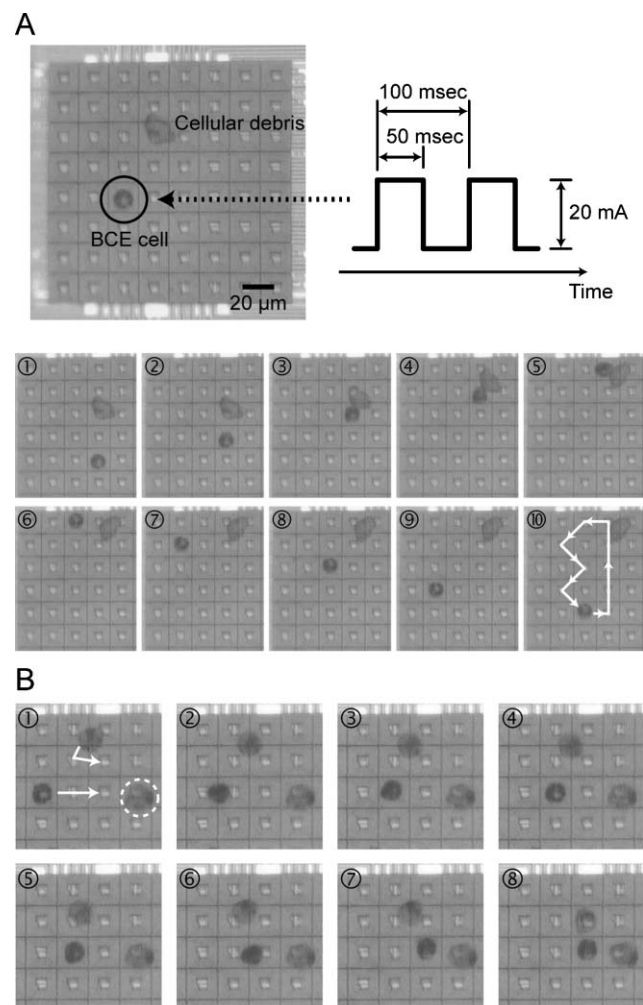 A
Cellular debris
BCE cell
20 µm
100 msec
50 msec
20 mA
Time
① ② ③ ④ ⑤
⑥ ⑦ ⑧ ⑨ ⑩
B
① ② ③ ④
⑤ ⑥ ⑦ ⑧